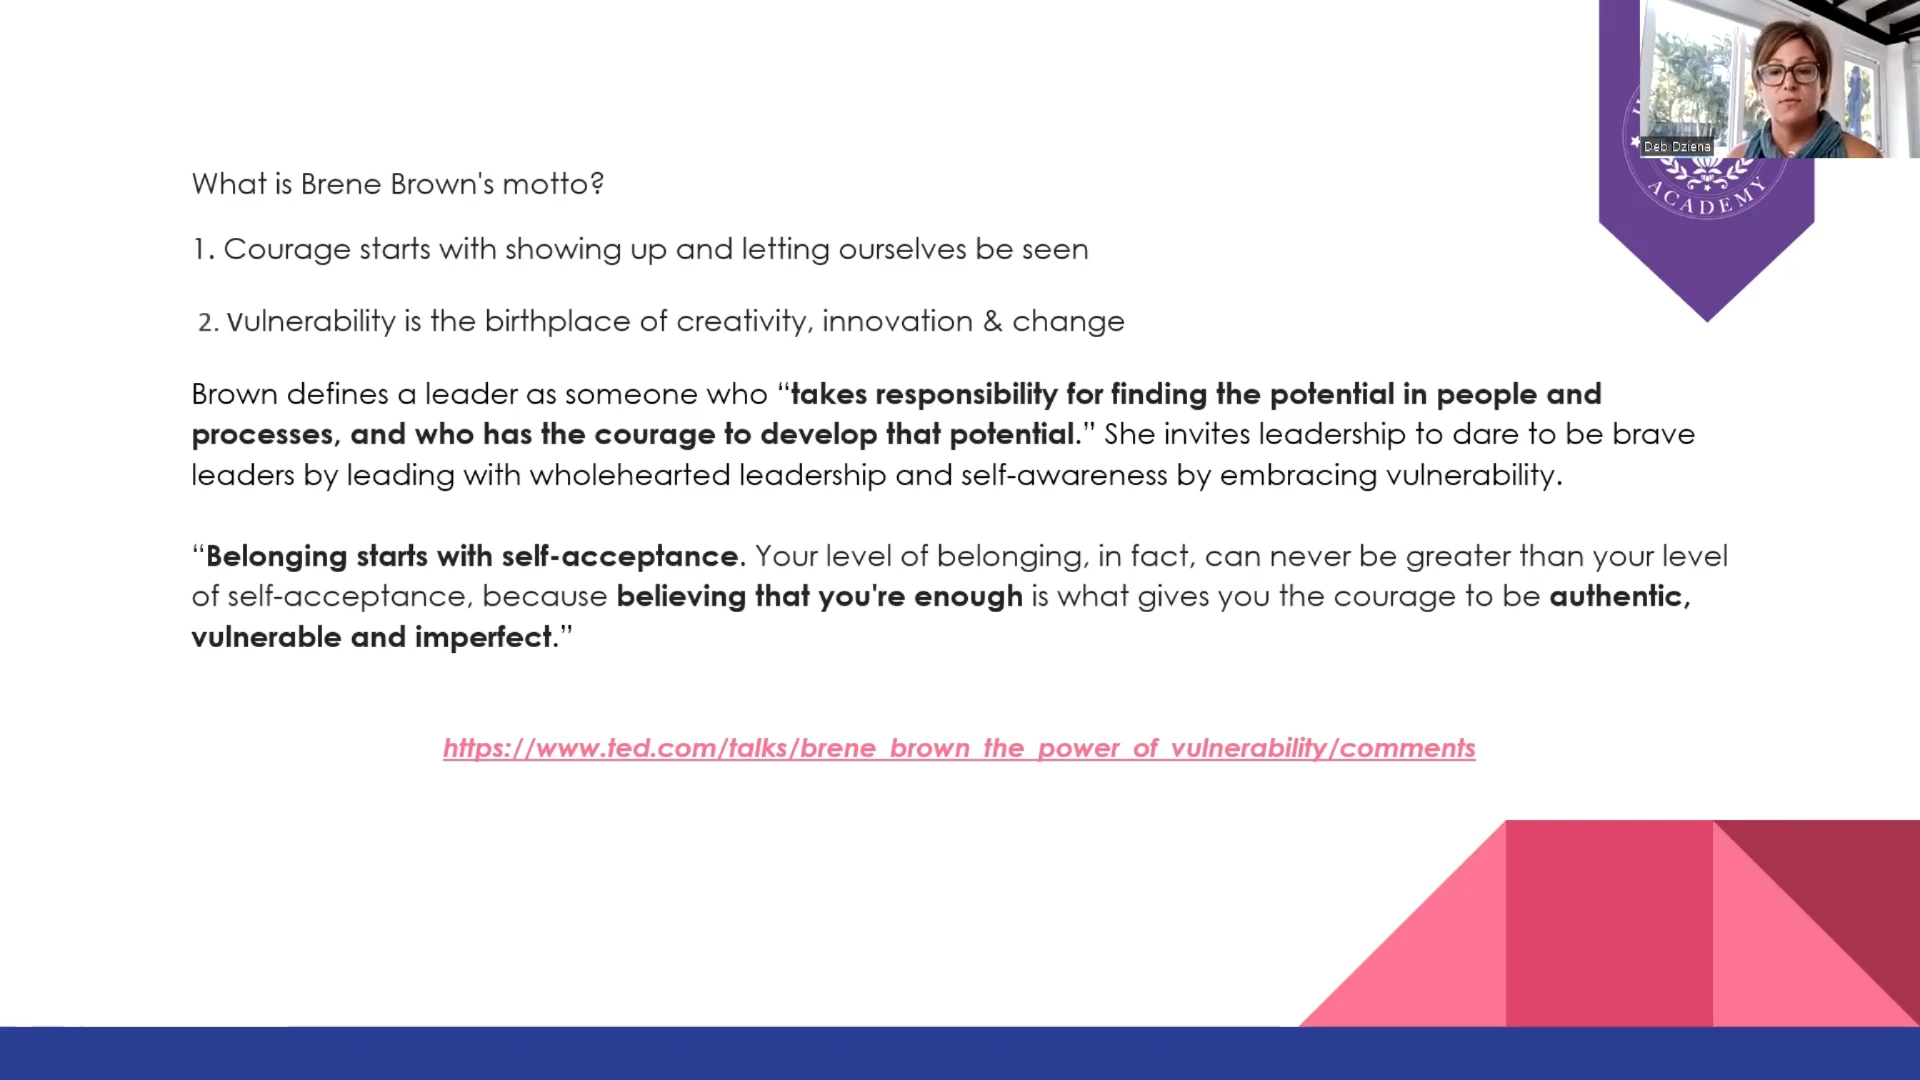 Deb Dziena
ACADEMY
What is Brene Brown's motto?
1. Courage starts with showing up and letting ourselves be seen
2. Vulnerability is the birthplace of creativity, innovation & change
Brown defines a leader as someone who “takes responsibility for finding the potential in people and
processes, and who has the courage to develop that potential.” She invites leadership to dare to be brave
leaders by leading with wholehearted leadership and self-awareness by embracing vulnerability.
“Belonging starts with self-acceptance. Your level of belonging, in fact, can never be greater than your level
of self-acceptance, because believing that you're enough is what gives you the courage to be authentic,
vulnerable and imperfect.”
https://www.ted.com/talks/brene_brown_the_power_of_vulnerability/comments